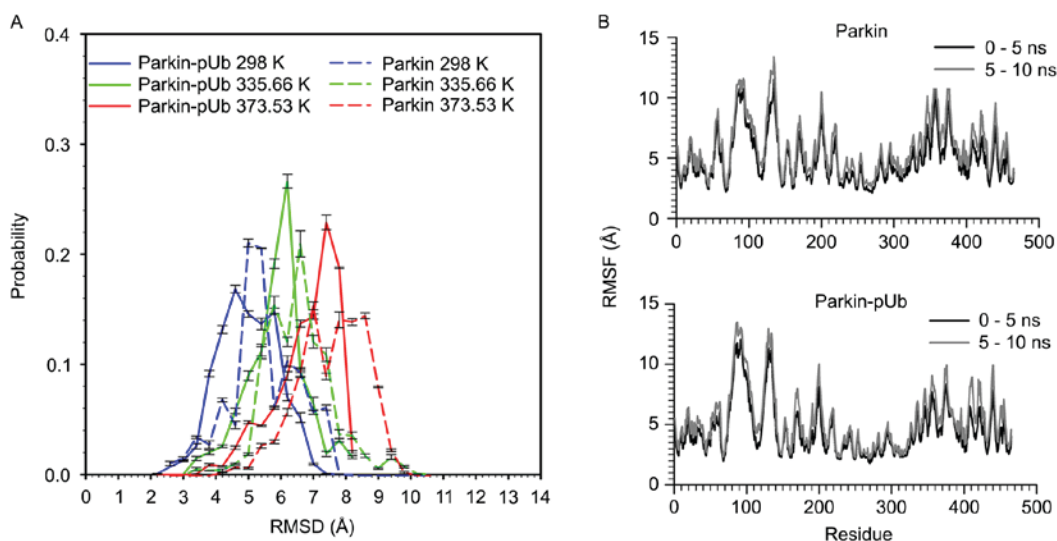 A
0.4
0.3
0.2
0.1
0.0
Probability
Parkin-pUb 298 K
Parkin-pUb 335.66 K
Parkin-pUb 373.53 K
Parkin 298 K
Parkin 335.66 K
Parkin 373.53 K
0 1 2 3 4 5 6 7 8 9 10 11 12 13 14
RMSD (Å)
B
Parkin
0 - 5 ns
5 - 10 ns
15
10
5
0
0 100 200 300 400 500
RMSF (Å)
Parkin-pUb
0 - 5 ns
5 - 10 ns
15
10
5
0
0 100 200 300 400 500
Residue